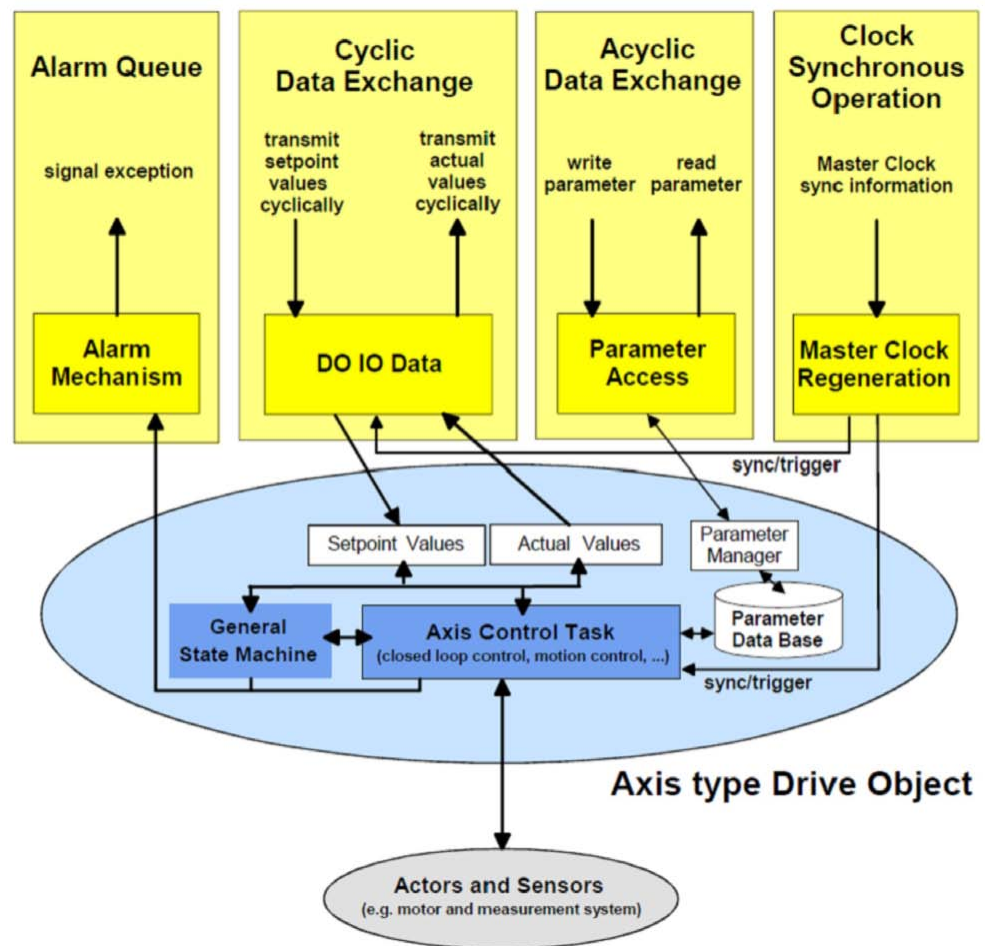 Alarm Queue
signal exception
Alarm
Mechanism
Cyclic
Data Exchange
transmit
setpoint
values
cyclically
transmit
actual
values
cyclically
DO IO Data
Acyclic
Data Exchange
write
parameter
read
parameter
Parameter
Access
Clock
Synchronous
Operation
Master Clock
sync information
Master Clock
Regeneration
sync/trigger
Setpoint Values
Actual Values
Parameter
Manager
General
State Machine
Axis Control Task
(closed loop control, motion control, ...)
Parameter
Data Base
sync/trigger
Axis type Drive Object
Actors and Sensors
(e.g. motor and measurement system)